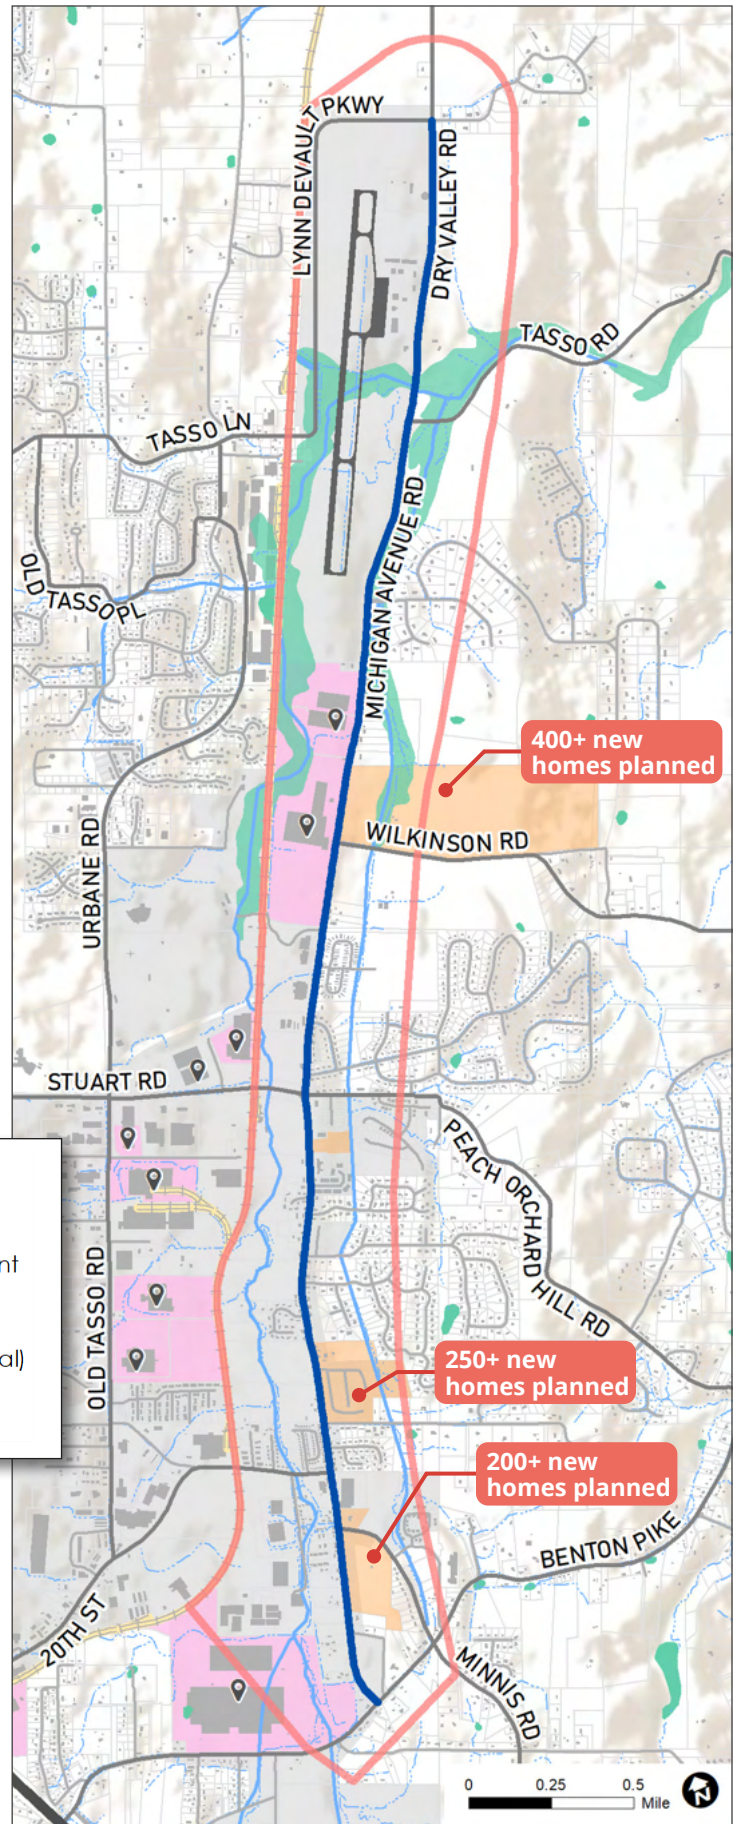 LYNN DEVAULT PKWY
DRY VALLEY RD
TASSO RD
TASSO LN
OLD TASSO PL
MICHIGAN AVENUE RD
400+ new
homes planned
WILKINSON RD
URBANE RD
STUART RD
PEACH ORCHARD HILL RD
nt
al)
OLD TASSO RD
250+ new
homes planned
200+ new
homes planned
BENTON PIKE
20TH ST
MINNIS RD
0 0.25 0.5
Mile
N